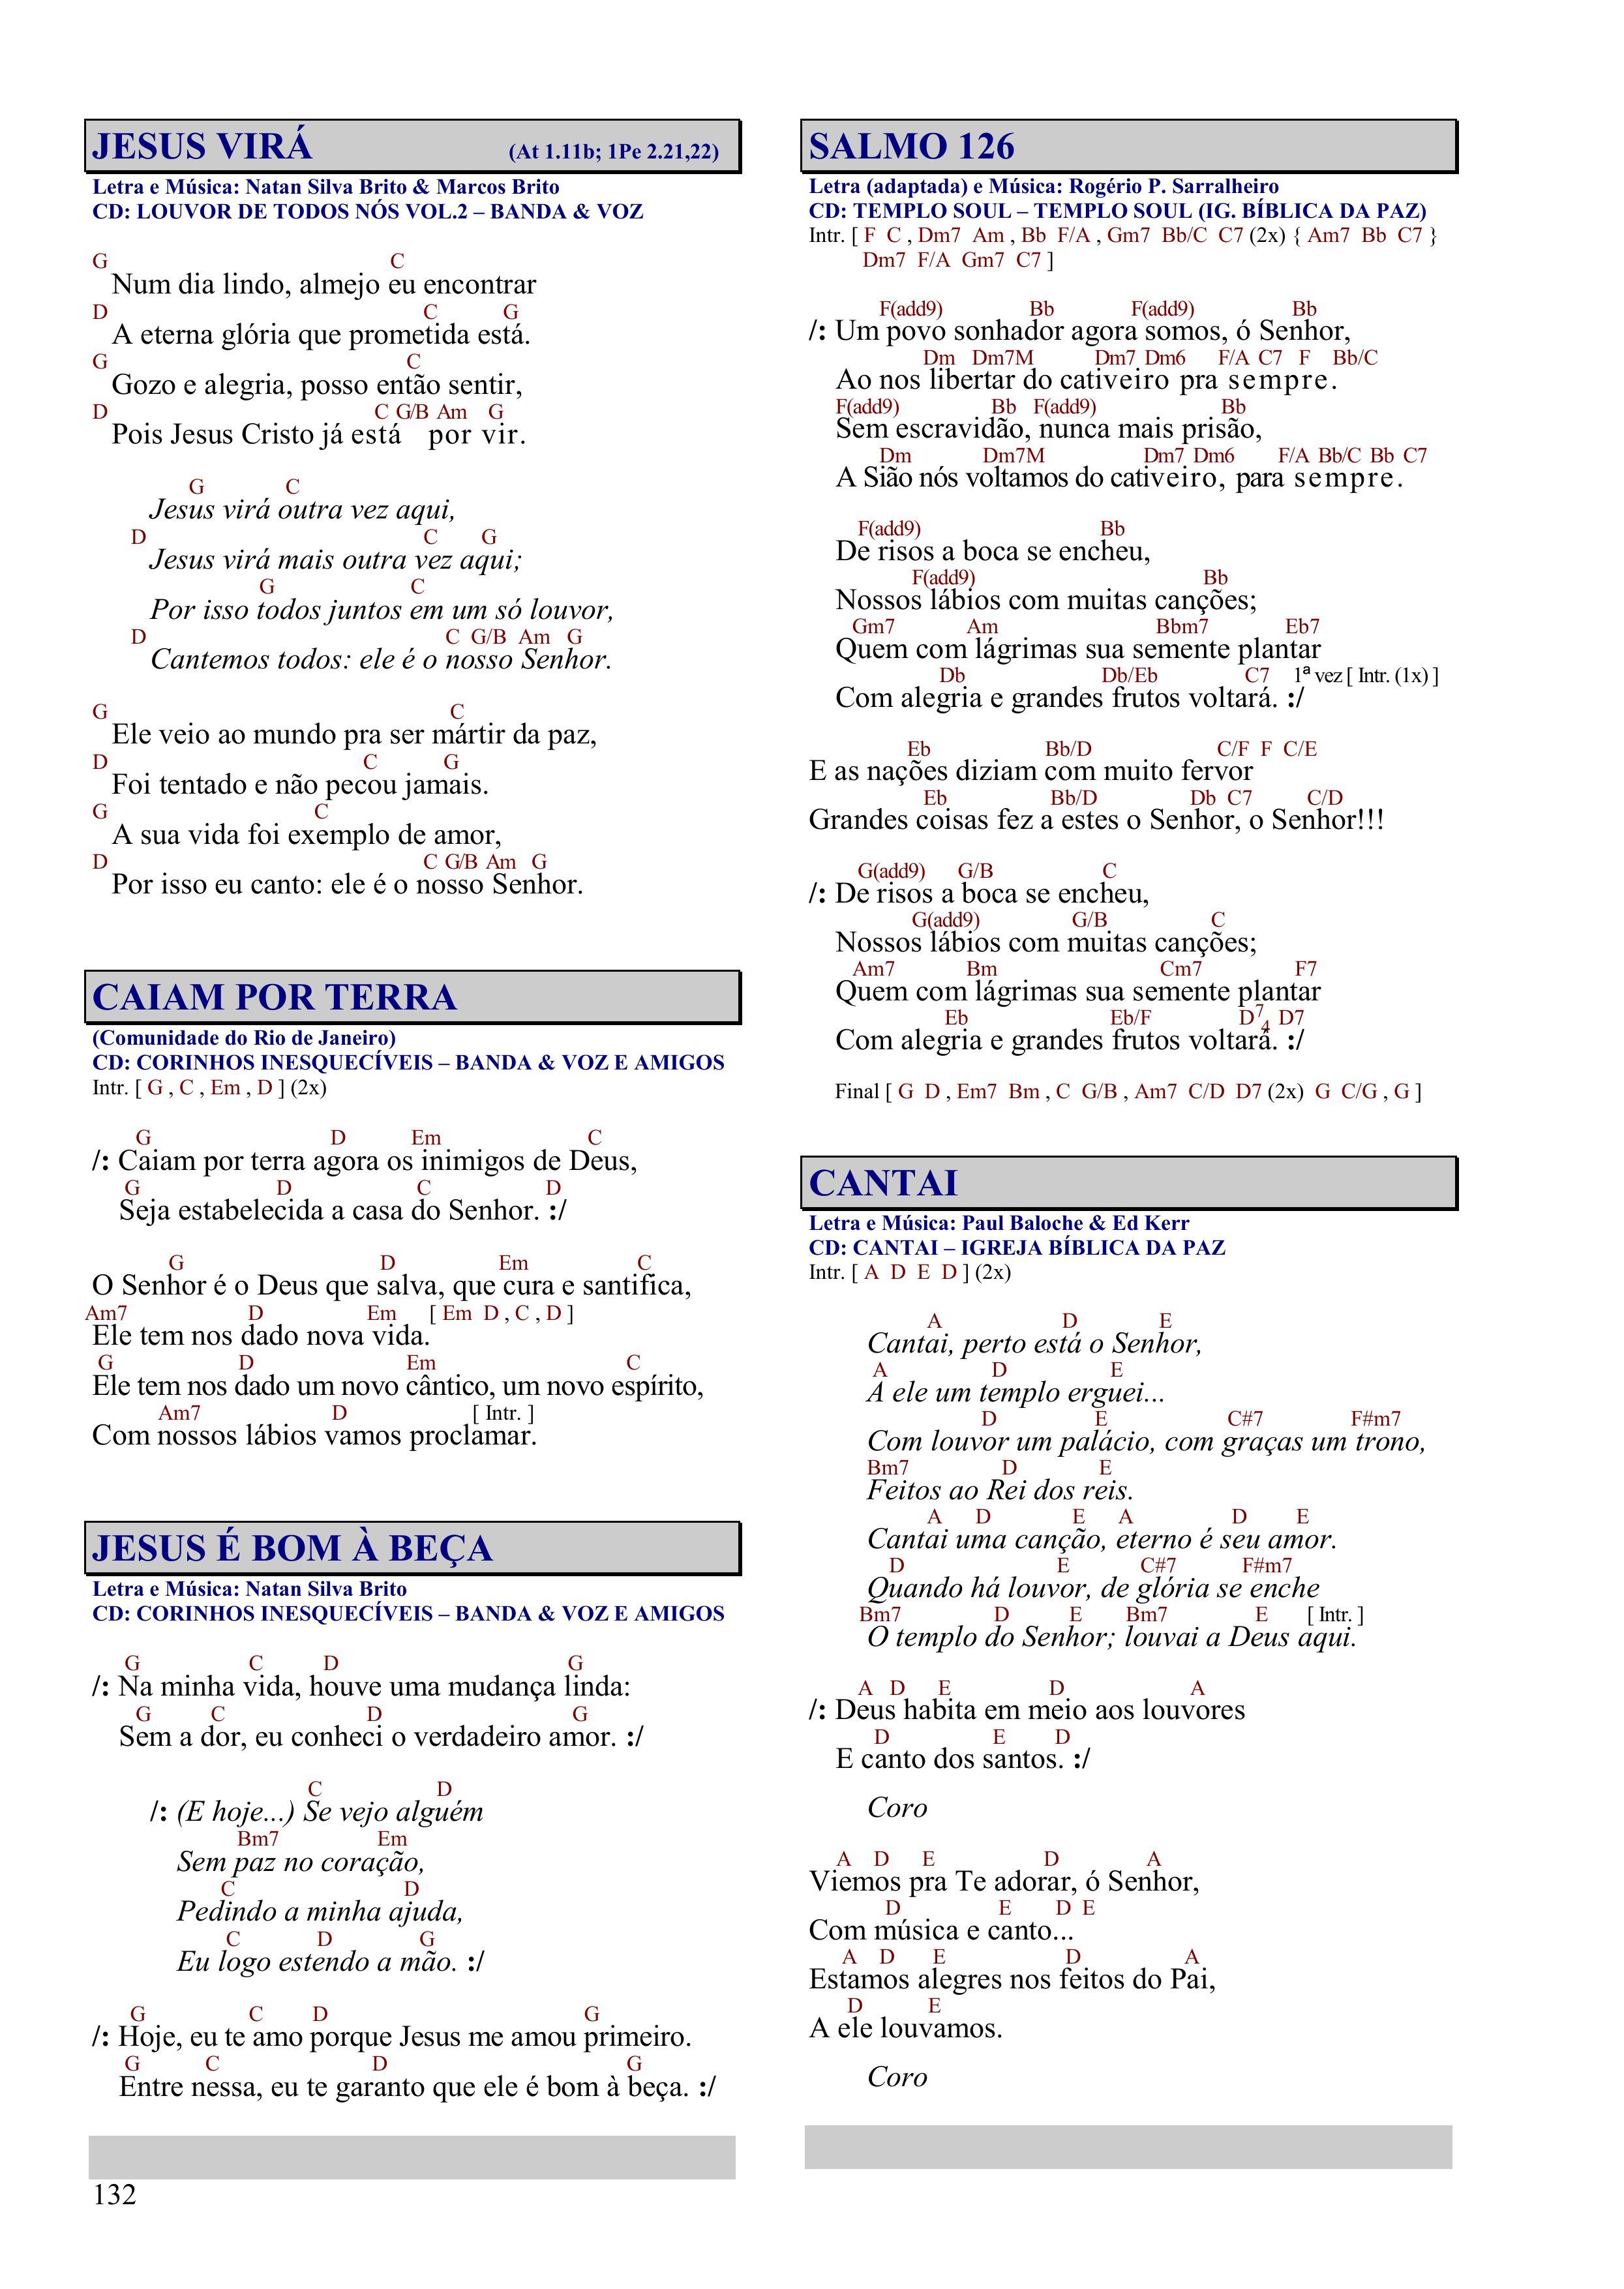 JESUS VIRÁ (At 1.11b; 1Pe 2.21,22)
Letra e Música: Natan Silva Brito & Marcos Brito
CD: LOUVOR DE TODOS NÓS VOL.2 – BANDA & VOZ
G C
Num dia lindo, almejo eu encontrar
D C G
A eterna glória que prometida está.
G C
Gozo e alegria, posso então sentir,
D C G/B Am G
Pois Jesus Cristo já está por vir.
G C
Jesus virá outra vez aqui,
D C G
Jesus virá mais outra vez aqui;
G C
Por isso todos juntos em um só louvor,
D C G/B Am G
Cantemos todos: ele é o nosso Senhor.
G C
Ele veio ao mundo pra ser mártir da paz,
D C G
Foi tentado e não pecou jamais.
G C
A sua vida foi exemplo de amor,
D C G/B Am G
Por isso eu canto: ele é o nosso Senhor.
CAIAM POR TERRA
(Comunidade do Rio de Janeiro)
CD: CORINHOS INESQUECÍVEIS – BANDA & VOZ E AMIGOS
Intr. [ G , C , Em , D ] (2x)
G D Em C
/: Caiam por terra agora os inimigos de Deus,
G D C D
Seja estabelecida a casa do Senhor. :/
G D Em C
O Senhor é o Deus que salva, que cura e santifica,
Am7 D Em [ Em D , C , D ]
Ele tem nos dado nova vida.
G D Em C
Ele tem nos dado um novo cântico, um novo espírito,
Am7 D [ Intr. ]
Com nossos lábios vamos proclamar.
JESUS É BOM À BEÇA
Letra e Música: Natan Silva Brito
CD: CORINHOS INESQUECÍVEIS – BANDA & VOZ E AMIGOS
G C D G
/: Na minha vida, houve uma mudança linda:
G C D G
Sem a dor, eu conheci o verdadeiro amor. :/
C D
/: (E hoje...) Se vejo alguém
Bm7 Em
Sem paz no coração,
C D
Pedindo a minha ajuda,
C D G
Eu logo estendo a mão. :/
G C D G
/: Hoje, eu te amo porque Jesus me amou primeiro.
G C D G
Entre nessa, eu te garanto que ele é bom à beça. :/
132
SALMO 126
Letra (adaptada) e Música: Rogério P. Sarralheiro
CD: TEMPLO SOUL – TEMPLO SOUL (IG. BÍBLICA DA PAZ)
Intr. [ F C , Dm7 Am , Bb F/A , Gm7 Bb/C C7 (2x) { Am7 Bb C7 }
Dm7 F/A Gm7 C7 ]
F(add9) Bb F(add9) Bb
/: Um povo sonhador agora somos, ó Senhor,
Dm Dm7M Dm7 Dm6 F/A C7 F Bb/C
Ao nos libertar do cativeiro pra sempre.
F(add9) Bb F(add9) Bb
Sem escravidão, nunca mais prisão,
Dm Dm7M Dm7 Dm6 F/A Bb/C Bb C7
A Sião nós voltamos do cativeiro, para sempre.
F(add9) Bb
De risos a boca se encheu,
F(add9) Bb
Nossos lábios com muitas canções;
Gm7 Am Bbm7 Eb7
Quem com lágrimas sua semente plantar
Db Db/Eb C7 1ª vez [ Intr. (1x) ]
Com alegria e grandes frutos voltará. :/
Eb Bb/D C/F F C/E
E as nações diziam com muito fervor
Eb Bb/D Db C7 C/D
Grandes coisas fez a estes o Senhor, o Senhor!!!
G(add9) G/B C
/: De risos a boca se encheu,
G(add9) G/B C
Nossos lábios com muitas canções;
Am7 Bm Cm7 F7
Quem com lágrimas sua semente plantar
Eb Eb/F D7 4 D7
Com alegria e grandes frutos voltará. :/
Final [ G D , Em7 Bm , C G/B , Am7 C/D D7 (2x) G C/G , G ]
CANTAI
Letra e Música: Paul Baloche & Ed Kerr
CD: CANTAI – IGREJA BÍBLICA DA PAZ
Intr. [ A D E D ] (2x)
A D E
Cantai, perto está o Senhor,
A D E
A ele um templo erguei...
D E C#7 F#m7
Com louvor um palácio, com graças um trono,
Bm7 D E
Feitos ao Rei dos reis.
A D E A D E
Cantai uma canção, eterno é seu amor.
D E C#7 F#m7
Quando há louvor, de glória se enche
Bm7 D E Bm7 E [ Intr. ]
O templo do Senhor; louvai a Deus aqui.
A D E D A
/: Deus habita em meio aos louvores
D E D
E canto dos santos. :/
Coro
A D E D A
Viemos pra Te adorar, ó Senhor,
D E D E
Com música e canto...
A D E D A
Estamos alegres nos feitos do Pai,
D E
A ele louvamos.
Coro